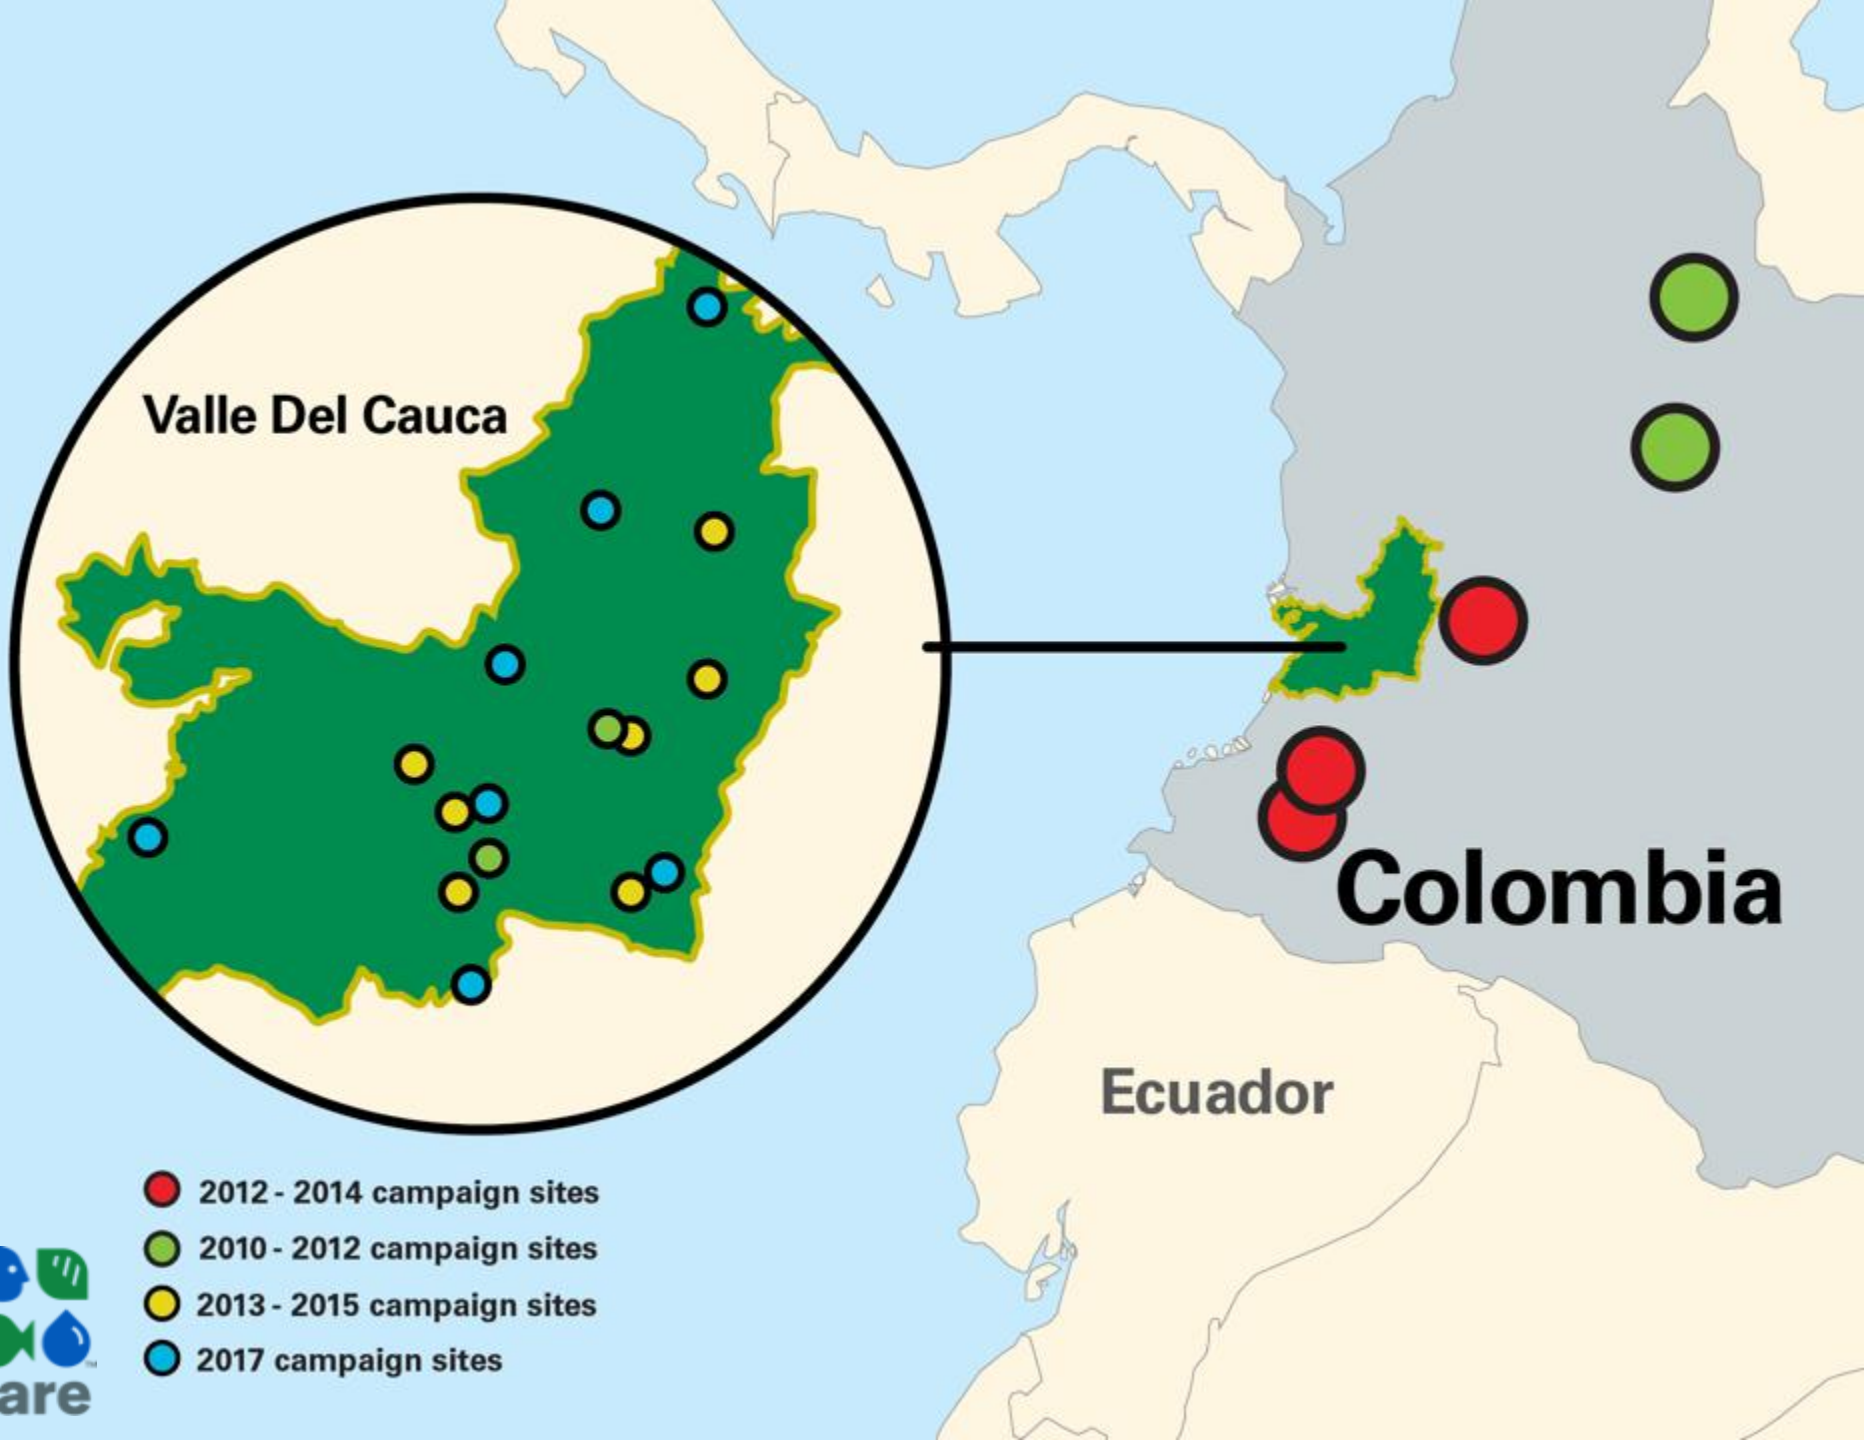 Valle Del Cauca
Colombia
Ecuador
2012 - 2014 campaign sites
2010 - 2012 campaign sites
2013 - 2015 campaign sites
2017 campaign sites
are